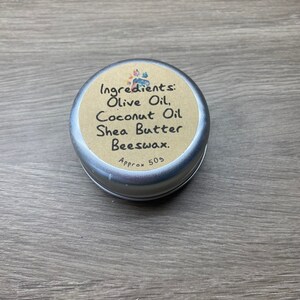 Ingredients:
Olive Oil,
Coconut Oil
Shea Butter
Beeswax.
Approx 50g